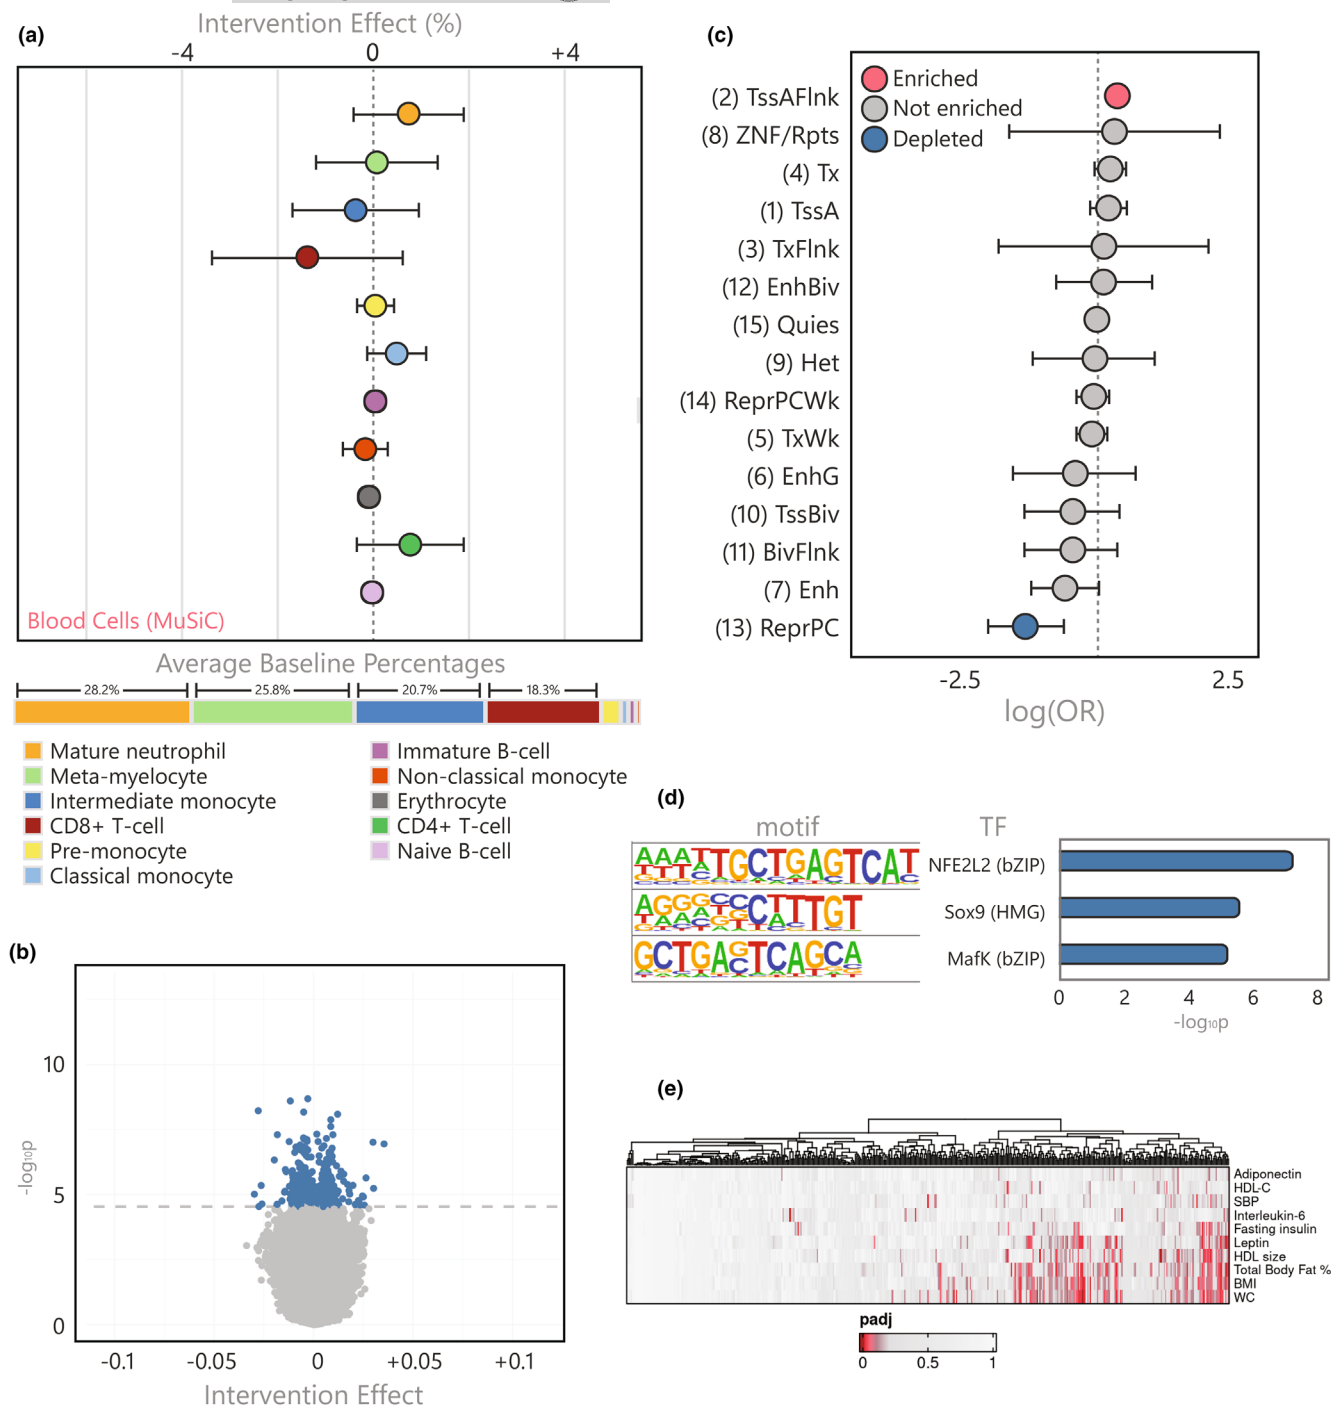 (a)
Intervention Effect (%)
-4 0 +4
Blood Cells (MuSiC)
Average Baseline Percentages
28.2% 25.8% 20.7% 18.3%
Mature neutrophil
Meta-myelocyte
Intermediate monocyte
CD8+ T-cell
Pre-monocyte
Classical monocyte
Immature B-cell
Non-classical monocyte
Erythrocyte
CD4+ T-cell
Naive B-cell
(b)
-log₁₀p
10
5
0
-0.1 -0.05 0 +0.05 +0.1
Intervention Effect
(c)
Enriched
Not enriched
Depleted
(2) TssAFlnk
(8) ZNF/Rpts
(4) Tx
(1) TssA
(3) TxFlnk
(12) EnhBiv
(15) Quies
(9) Het
(14) ReprPCWk
(5) TxWk
(6) EnhG
(10) TssBiv
(11) BivFlnk
(7) Enh
(13) ReprPC
-2.5 2.5
log(OR)
(d)
motif TF
NFE2L2 (bZIP)
Sox9 (HMG)
MafK (bZIP)
0 2 4 6 8
-log₁₀p
(e)
Adiponectin
HDL-C
SBP
Interleukin-6
Fasting insulin
Leptin
HDL size
Total Body Fat %
BMI
WC
padj
0 0.5 1